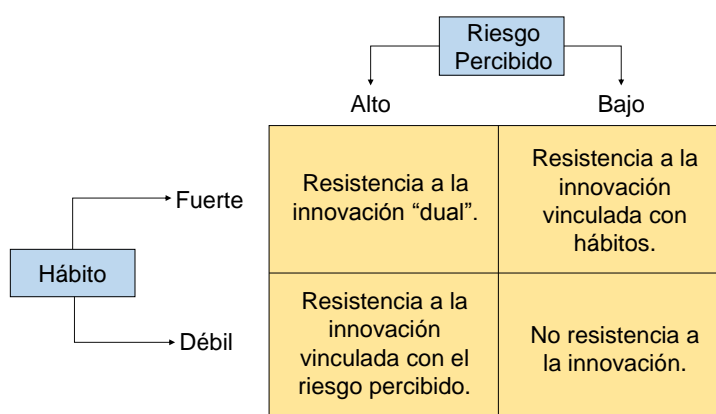 Riesgo
Percibido
Alto
Bajo
Fuerte
Resistencia a la
innovación “dual”.
Resistencia a la
innovación
vinculada con
hábitos.
Hábito
Débil
Resistencia a la
innovación
vinculada con el
riesgo percibido.
No resistencia a
la innovación.